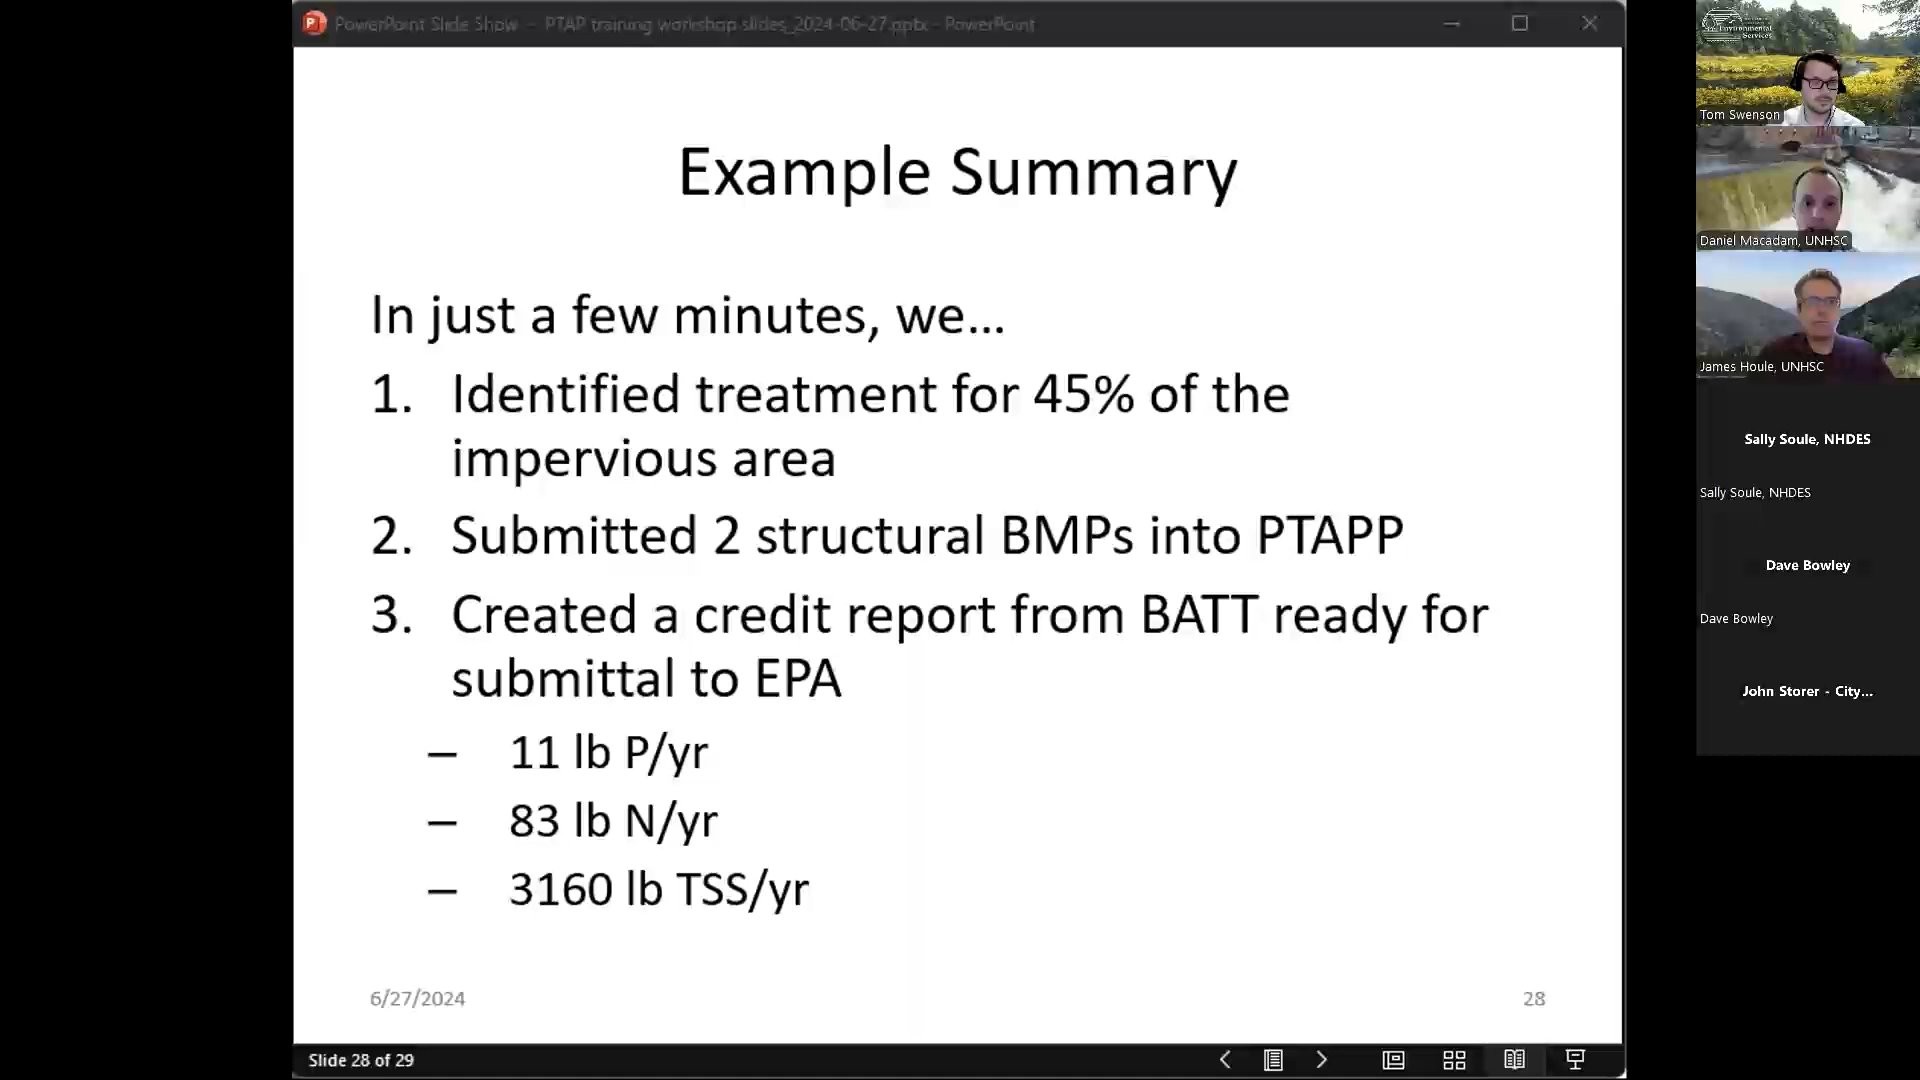 PowerPoint Slide Show - PTAP training workshop slides_2024-06-27.pptx - PowerPoint
Example Summary
In just a few minutes, we...
1. Identified treatment for 45% of the
impervious area
2. Submitted 2 structural BMPs into PTAPP
3. Created a credit report from BATT ready for
submittal to EPA
– 11 lb P/yr
– 83 lb N/yr
– 3160 lb TSS/yr
6/27/2024
28
Slide 28 of 29
Environmental
Services
Tom Swenson
Daniel Macadam, UNHSC
James Houle, UNHSC
Sally Soule, NHDES
Sally Soule, NHDES
Dave Bowley
Dave Bowley
John Storer - City...